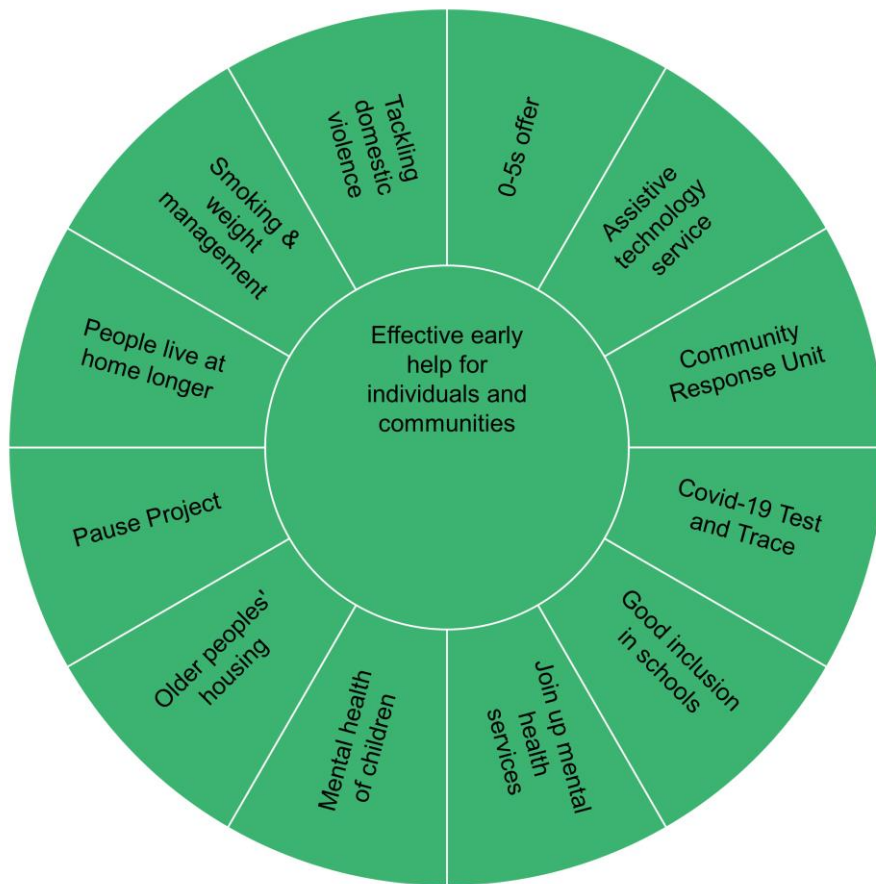 Effective early
help for
individuals and
communities
0-5s offer
Assistive
technology
service
Community
Response Unit
Covid-19 Test
and Trace
Good inclusion
in schools
Join up mental
health
services
Mental health
of children
Older peoples'
housing
Pause Project
People live at
home longer
Smoking &
weight
management
Tackling
domestic
violence